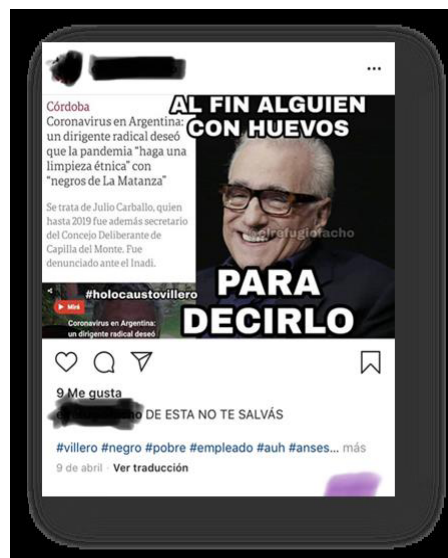 Córdoba
Coronavirus en Argentina:
un dirigente radical deseó
que la pandemia "haga una
limpieza étnica" con
"negros de La Matanza"
Se trata de Julio Carballo, quien
hasta 2019 fue además secretario
del Concejo Deliberante de
Capilla del Monte. Fue
denunciado ante el Inadi.
AL FIN ALGUIEN
CON HUEVOS
elrefugiofacho
#holocaustovillero
Mirá
Coronavirus en Argentina:
un dirigente radical deseó
PARA
DECIRLO
9 Me gusta
DE ESTA NO TE SALVÁS
#villero #negro #pobre #empleado #auh #anses... más
9 de abril · Ver traducción